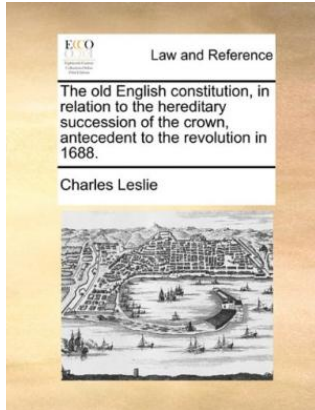 ECCO
Law and Reference
The old English constitution, in
relation to the hereditary
succession of the crown,
antecedent to the revolution in
1688.
Charles Leslie